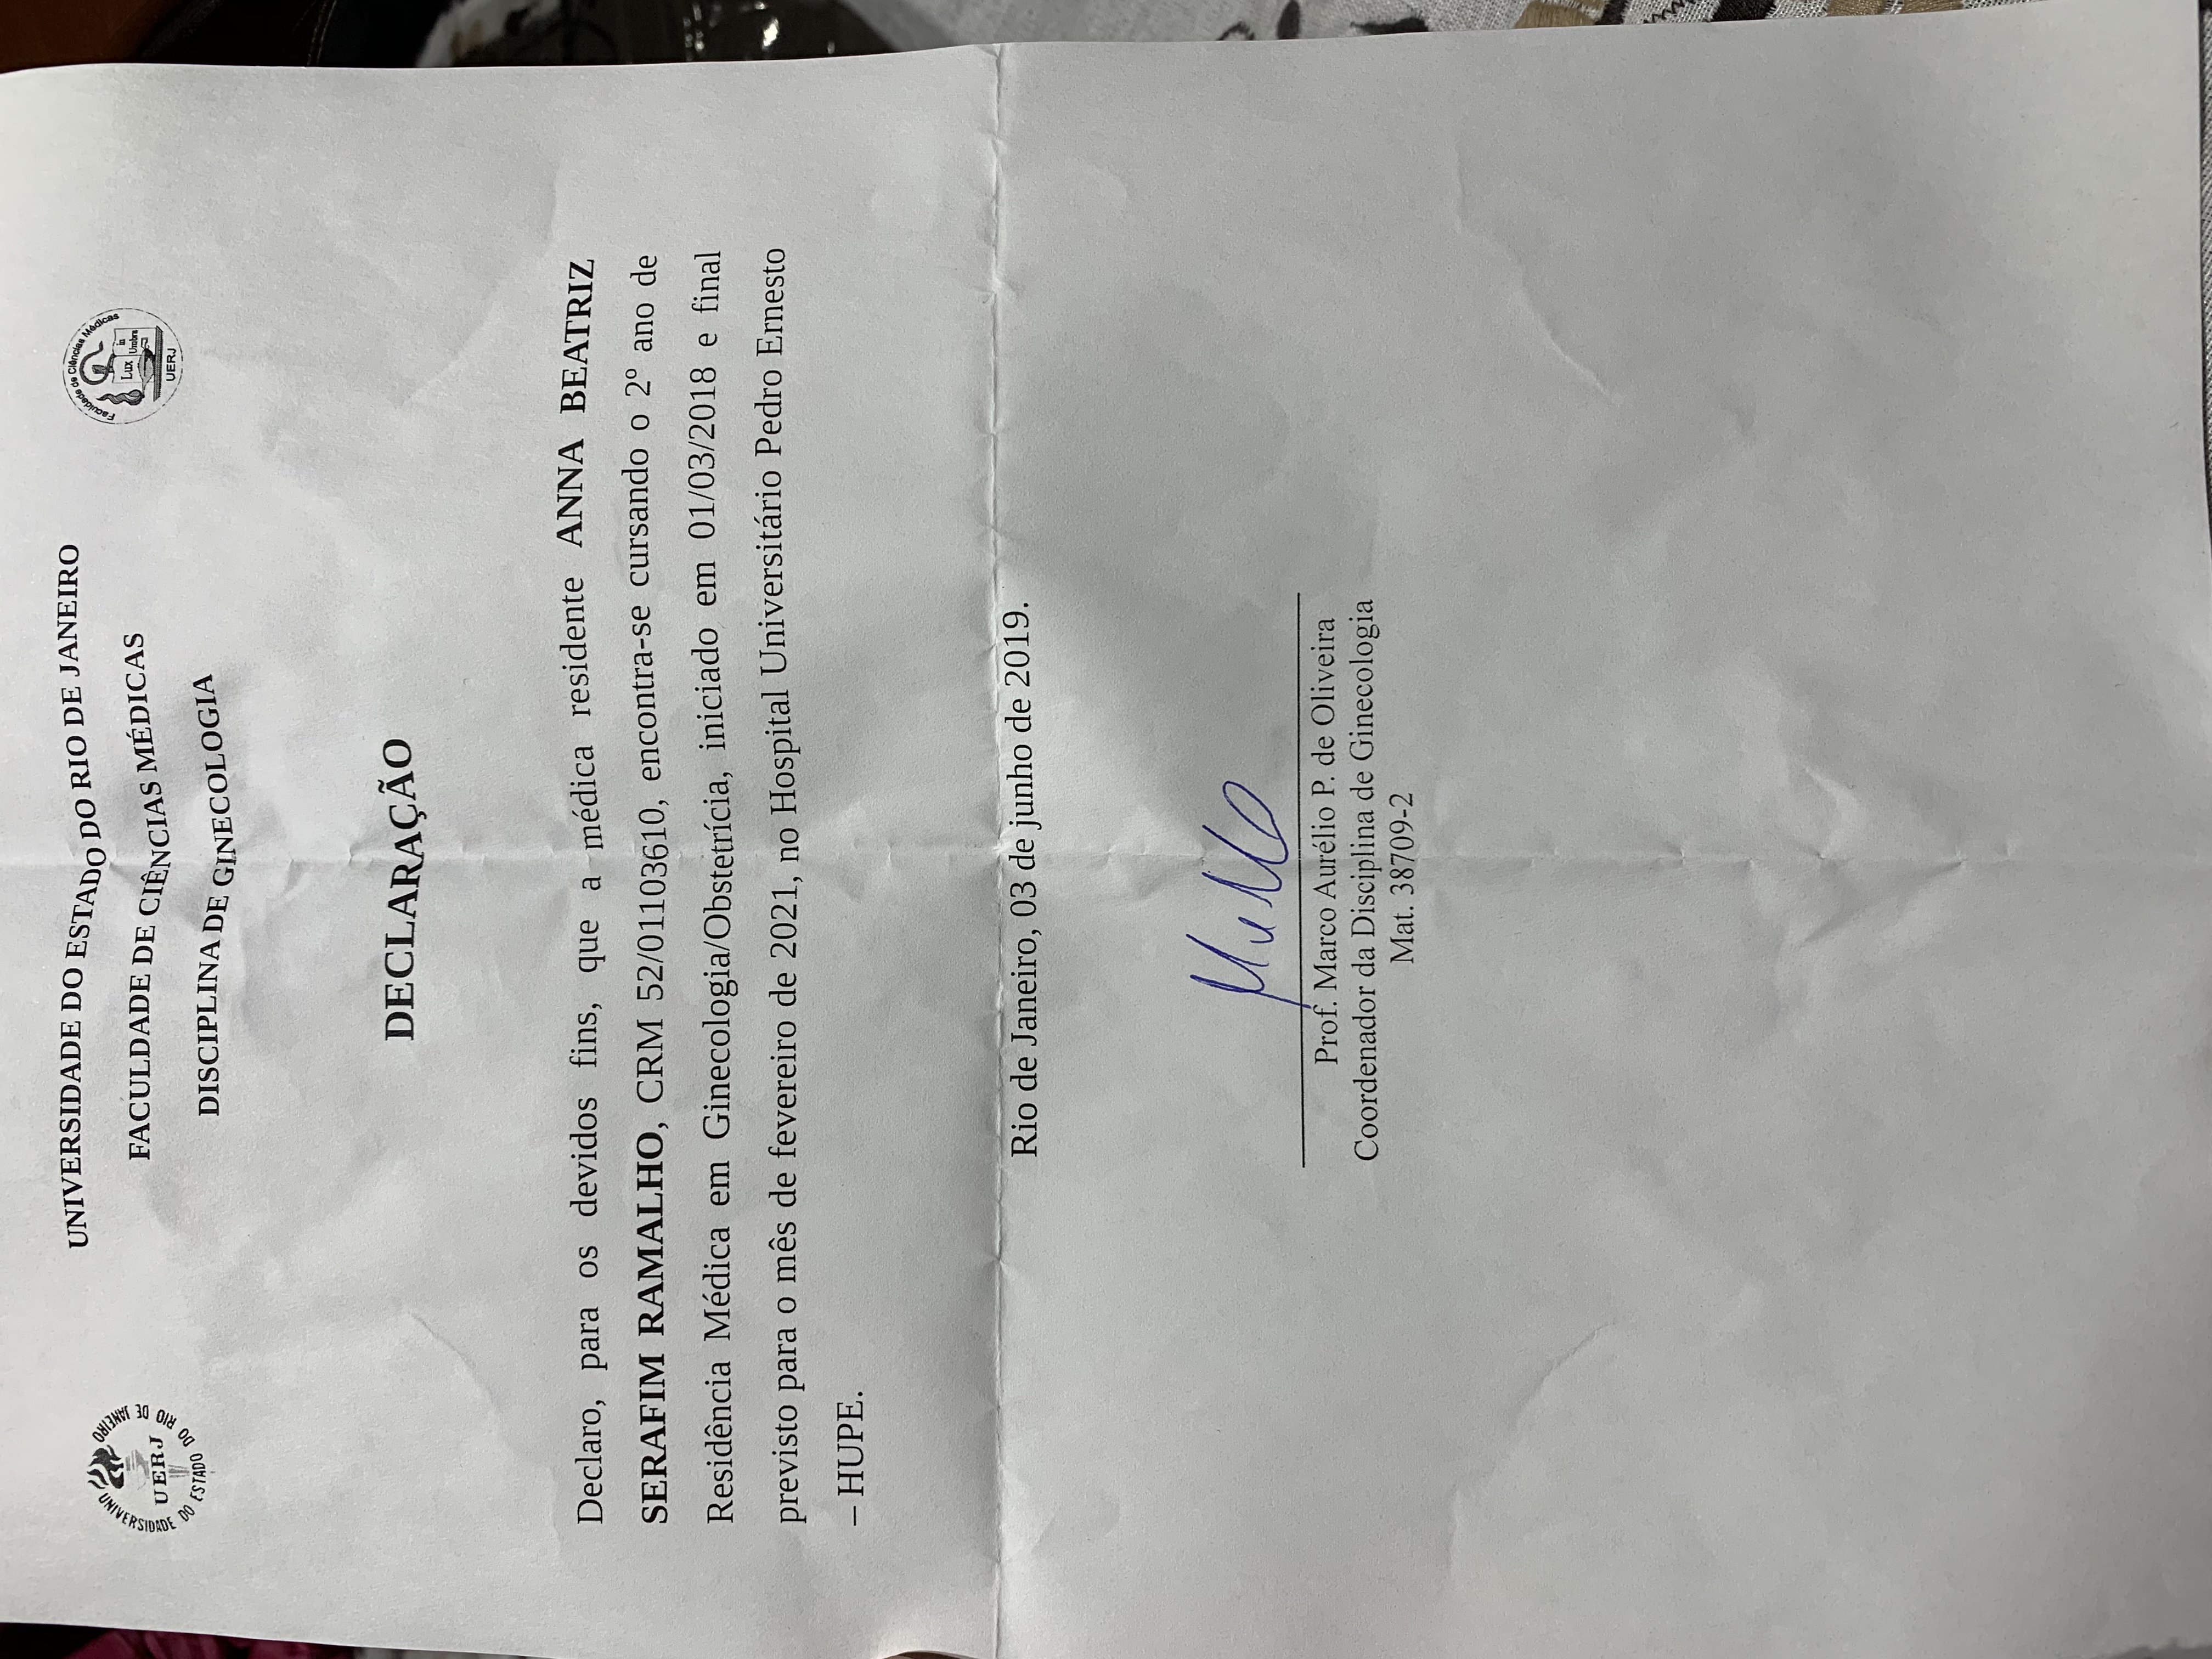 UNIVERSIDADE DO ESTADO DO RIO DE JANEIRO
UERJ
UNIVERSIDADE DO ESTADO DO RIO DE JANEIRO
FACULDADE DE CIÊNCIAS MÉDICAS
DISCIPLINA DE GINECOLOGIA
Faculdade de Ciências Médicas
Lux in Umbra
UERJ
DECLARAÇÃO
Declaro, para os devidos fins, que a médica residente ANNA BEATRIZ
SERAFIM RAMALHO, CRM 52/01103610, encontra-se cursando o 2º ano de
Residência Médica em Ginecologia/Obstetrícia, iniciado em 01/03/2018 e final
previsto para o mês de fevereiro de 2021, no Hospital Universitário Pedro Ernesto
– HUPE.
Rio de Janeiro, 03 de junho de 2019.
Prof. Marco Aurélio P. de Oliveira
Coordenador da Disciplina de Ginecologia
Mat. 38709-2